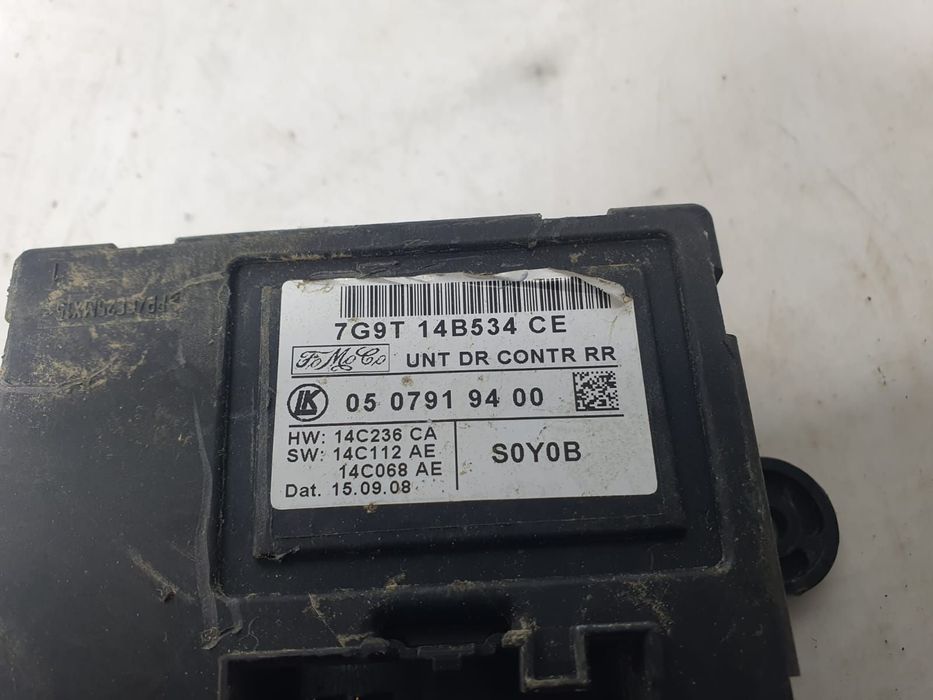 7G9T 14B534 CE
FoMoCo UNT DR CONTR RR
LK 05 0791 94 00
HW: 14C236 CA
SW: 14C112 AE
14C068 AE
Dat. 15.09.08
S0Y0B